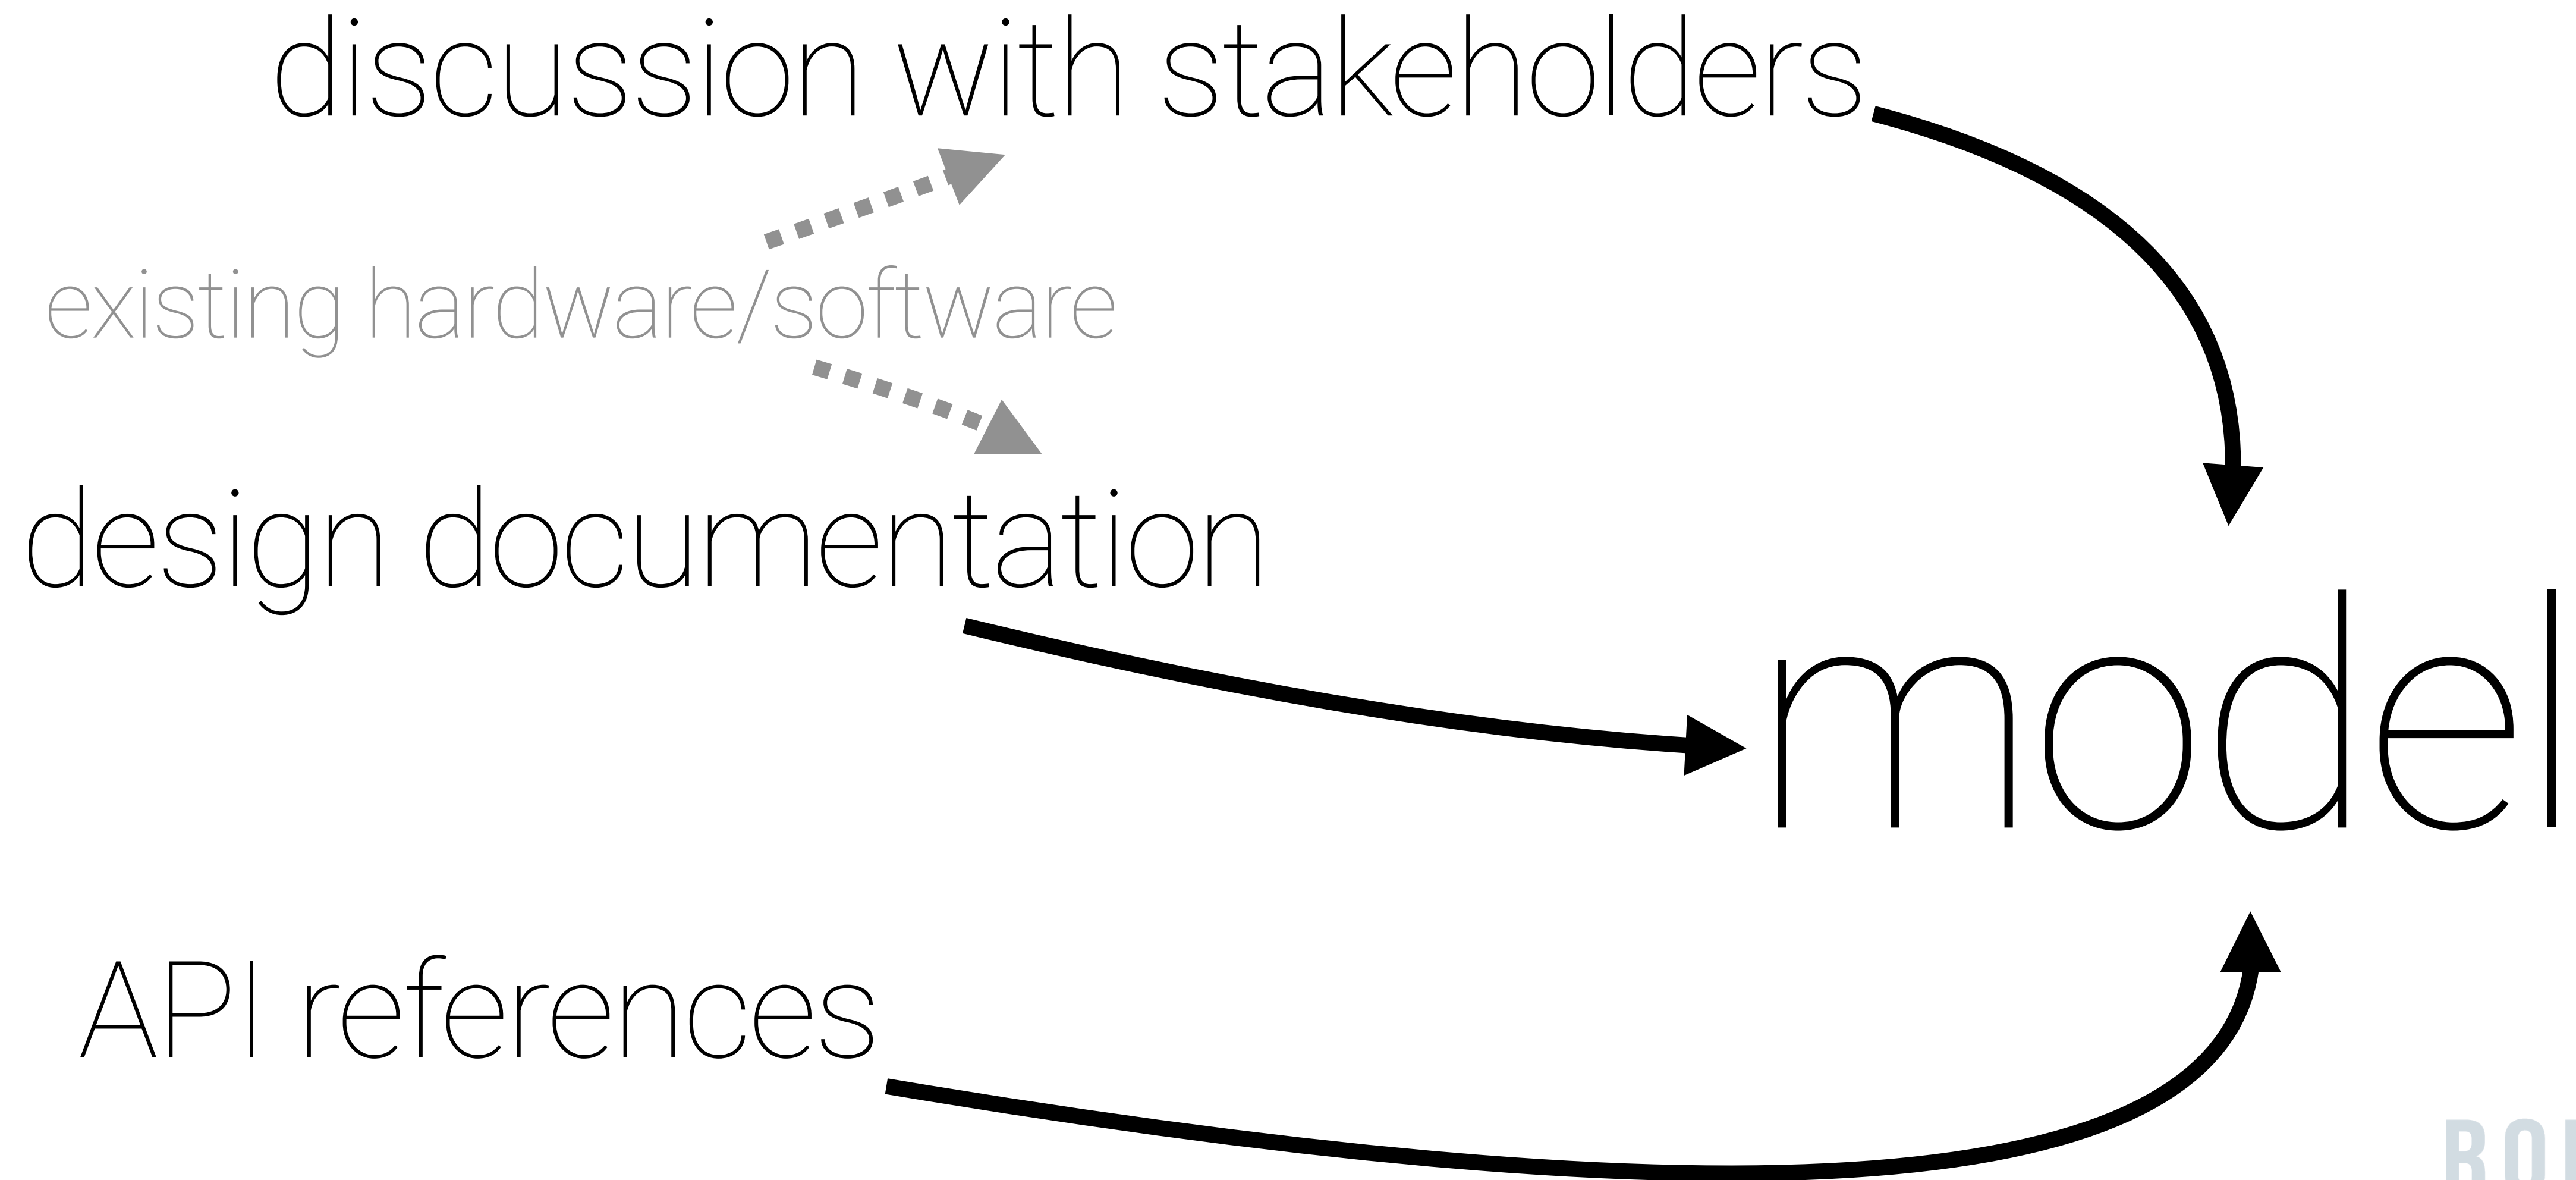 discussion with stakeholders
existing hardware/software
design documentation
model
API references